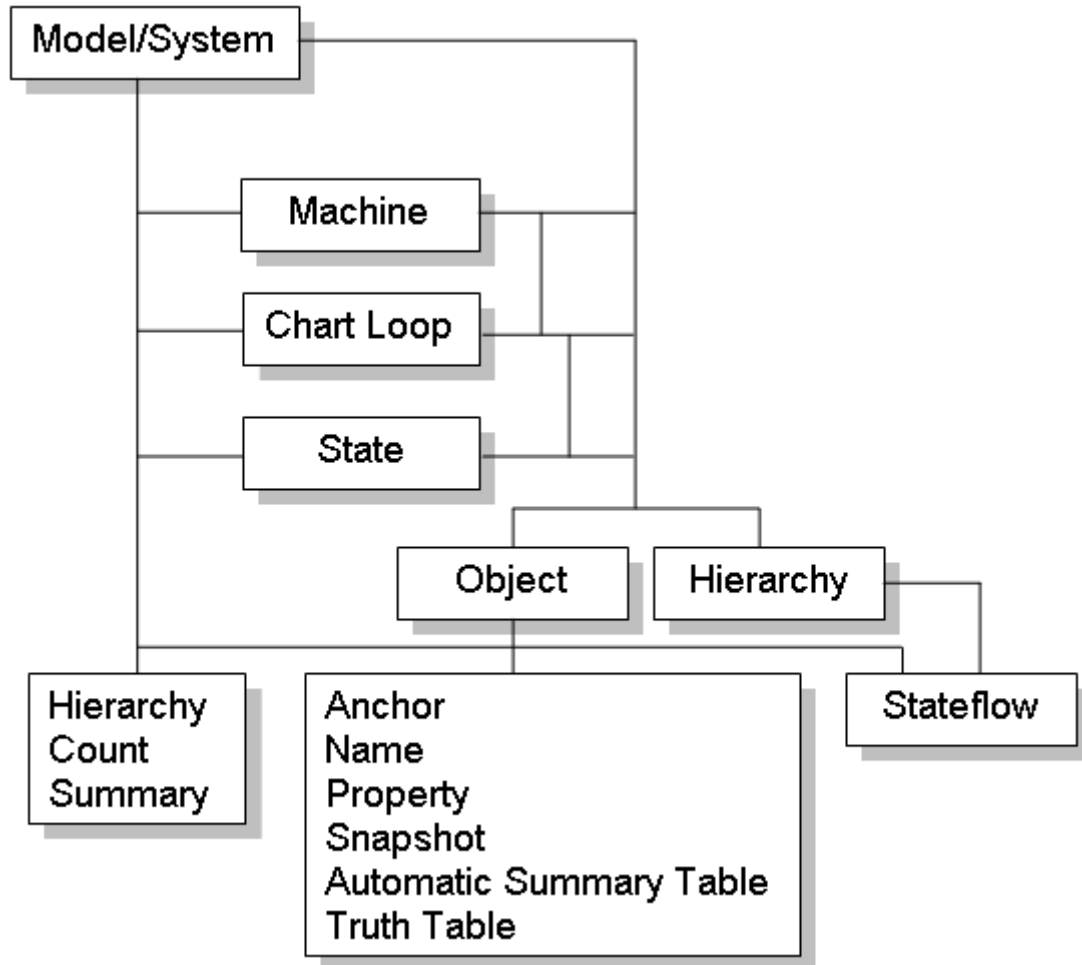 Model/System
Machine
Chart Loop
State
Object
Hierarchy
Hierarchy
Count
Summary
Anchor
Name
Property
Snapshot
Automatic Summary Table
Truth Table
Stateflow